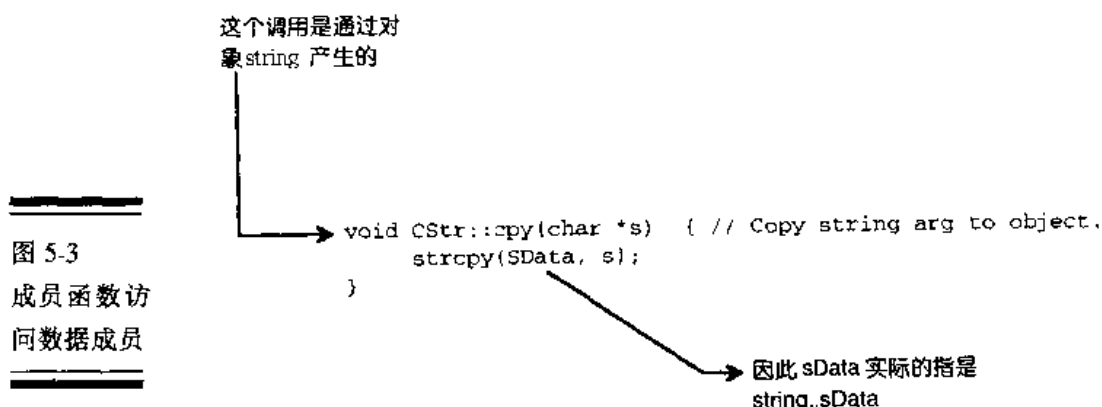 这个调用是通过对
象string 产生的
void CStr::cpy(char *s)  { // Copy string arg to object.
strcpy(SData, s);
}
图 5-3
成员函数访
问数据成员
因此 sData 实际的指是
string..sData